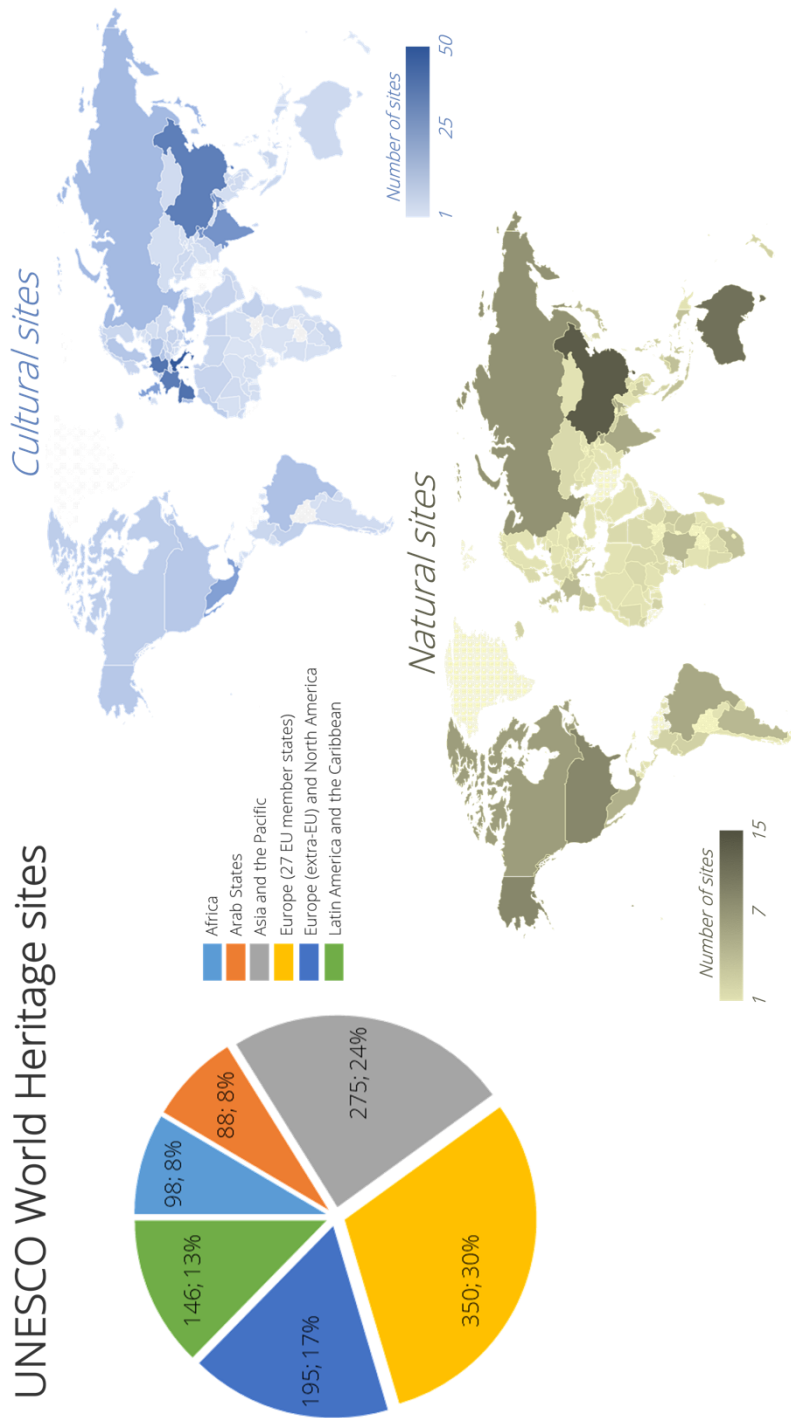 UNESCO World Heritage sites
98; 8%
88; 8%
275; 24%
350; 30%
195; 17%
146; 13%
Africa
Arab States
Asia and the Pacific
Europe (27 EU member states)
Europe (extra-EU) and North America
Latin America and the Caribbean
Cultural sites
Number of sites
1 25 50
Natural sites
Number of sites
1 7 15